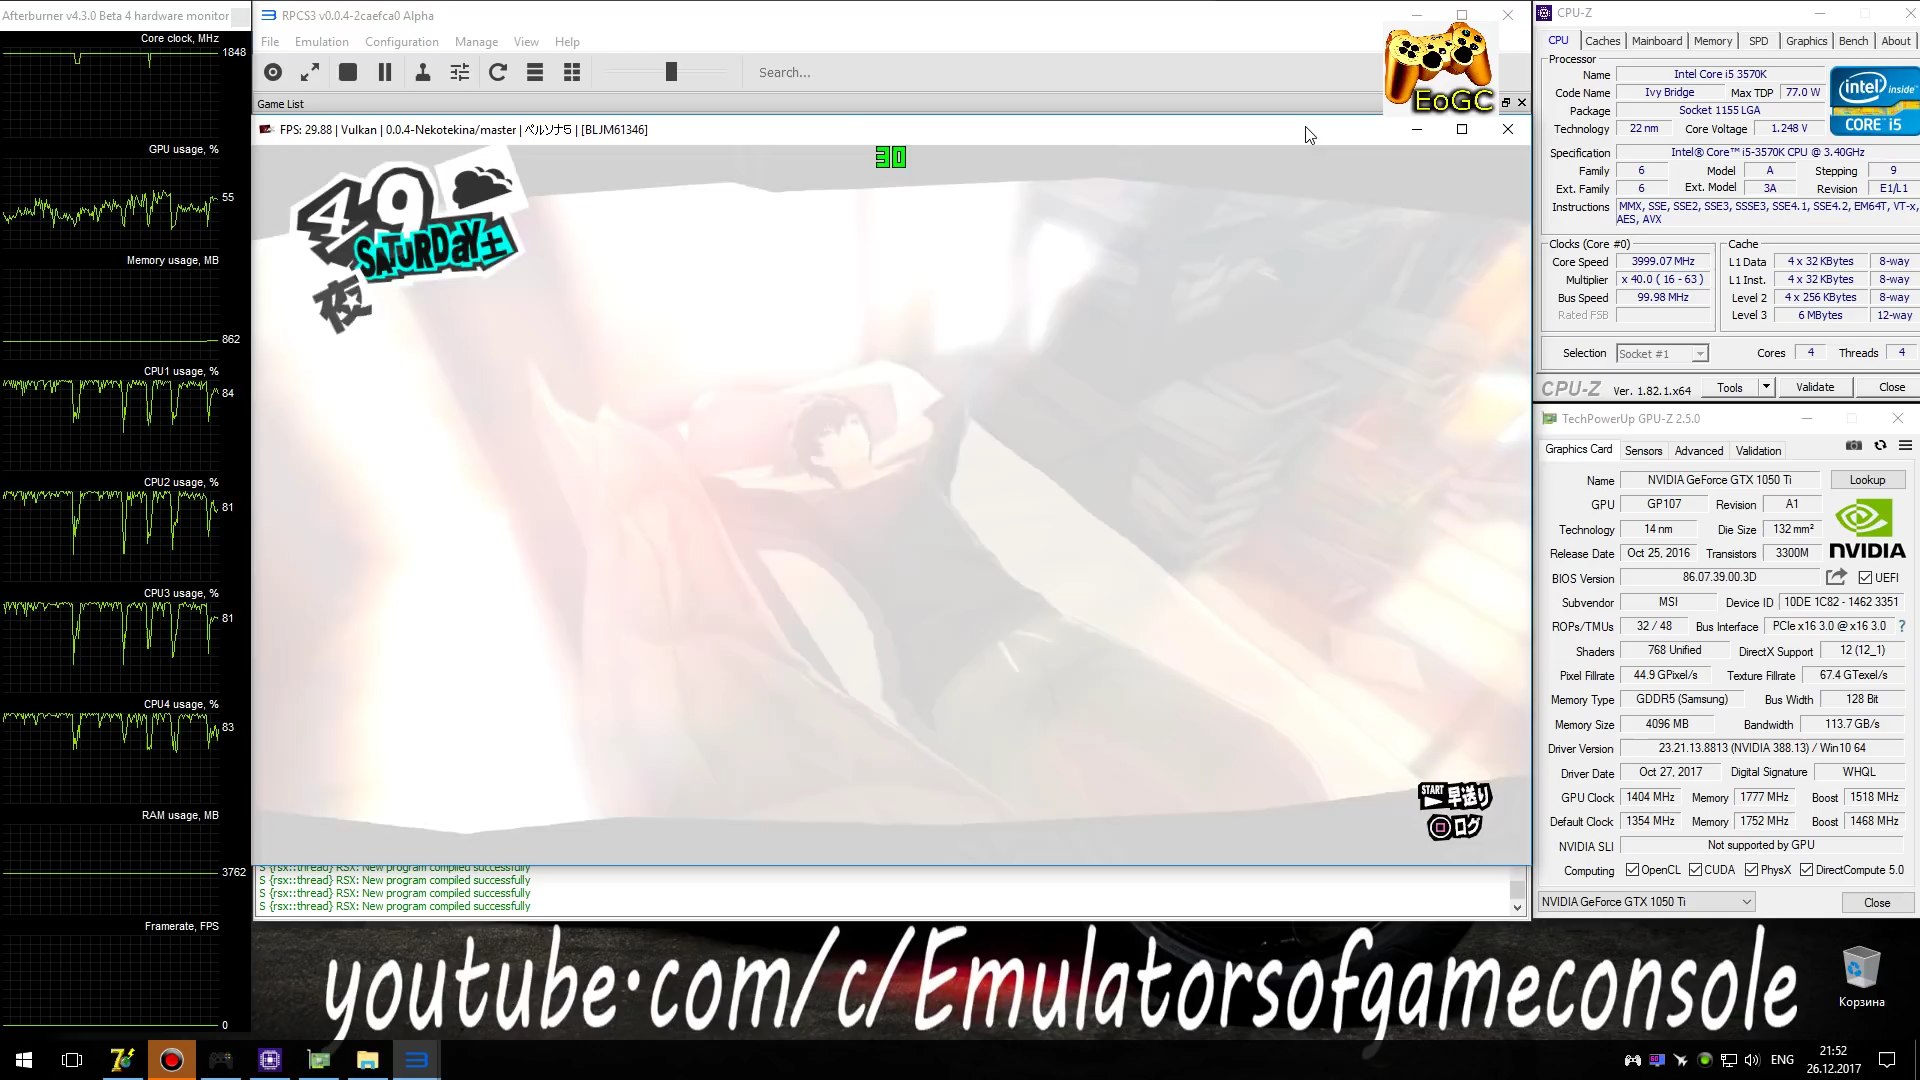 Afterburner v4.3.0 Beta 4 hardware monitor
Core clock, MHz
1848
GPU usage, %
55
Memory usage, MB
862
CPU1 usage, %
84
CPU2 usage, %
81
CPU3 usage, %
81
CPU4 usage, %
83
RAM usage, MB
3762
Framerate, FPS
0
RPCS3 v0.0.4-2caefca0 Alpha
File Emulation Configuration Manage View Help
Search...
EoGC
Game List
FPS: 29.88 | Vulkan | 0.0.4-Nekotekina/master | ペルソナ5 | [BLJM61346]
30
4 9
SATURDAY土
夜
START 早送り
ログ
S {rsx::thread} RSX: New program compiled successfully
S {rsx::thread} RSX: New program compiled successfully
S {rsx::thread} RSX: New program compiled successfully
S {rsx::thread} RSX: New program compiled successfully
CPU-Z
CPU Caches Mainboard Memory SPD Graphics Bench About
Processor
Name Intel Core i5 3570K
Code Name Ivy Bridge Max TDP 77.0 W
Package Socket 1155 LGA
Technology 22 nm Core Voltage 1.248 V
intel inside™
CORE i5
Specification Intel® Core™ i5-3570K CPU @ 3.40GHz
Family 6 Model A Stepping 9
Ext. Family 6 Ext. Model 3A Revision E1/L1
Instructions MMX, SSE, SSE2, SSE3, SSSE3, SSE4.1, SSE4.2, EM64T, VT-x,
AES, AVX
Clocks (Core #0)
Core Speed 3999.07 MHz
Multiplier x 40.0 ( 16 - 63 )
Bus Speed 99.98 MHz
Rated FSB
Cache
L1 Data 4 x 32 KBytes 8-way
L1 Inst. 4 x 32 KBytes 8-way
Level 2 4 x 256 KBytes 8-way
Level 3 6 MBytes 12-way
Selection Socket #1 Cores 4 Threads 4
CPU-Z Ver. 1.82.1.x64 Tools Validate Close
TechPowerUp GPU-Z 2.5.0
Graphics Card Sensors Advanced Validation
Name NVIDIA GeForce GTX 1050 Ti Lookup
GPU GP107 Revision A1
Technology 14 nm Die Size 132 mm²
Release Date Oct 25, 2016 Transistors 3300M
NVIDIA
BIOS Version 86.07.39.00.3D UEFI
Subvendor MSI Device ID 10DE 1C82 - 1462 3351
ROPs/TMUs 32 / 48 Bus Interface PCIe x16 3.0 @ x16 3.0 ?
Shaders 768 Unified DirectX Support 12 (12_1)
Pixel Fillrate 44.9 GPixel/s Texture Fillrate 67.4 GTexel/s
Memory Type GDDR5 (Samsung) Bus Width 128 Bit
Memory Size 4096 MB Bandwidth 113.7 GB/s
Driver Version 23.21.13.8813 (NVIDIA 388.13) / Win10 64
Driver Date Oct 27, 2017 Digital Signature WHQL
GPU Clock 1404 MHz Memory 1777 MHz Boost 1518 MHz
Default Clock 1354 MHz Memory 1752 MHz Boost 1468 MHz
NVIDIA SLI Not supported by GPU
Computing OpenCL CUDA PhysX DirectCompute 5.0
NVIDIA GeForce GTX 1050 Ti Close
youtube.com/c/Emulatorsofgameconsole
Корзина
ENG
21:52
26.12.2017